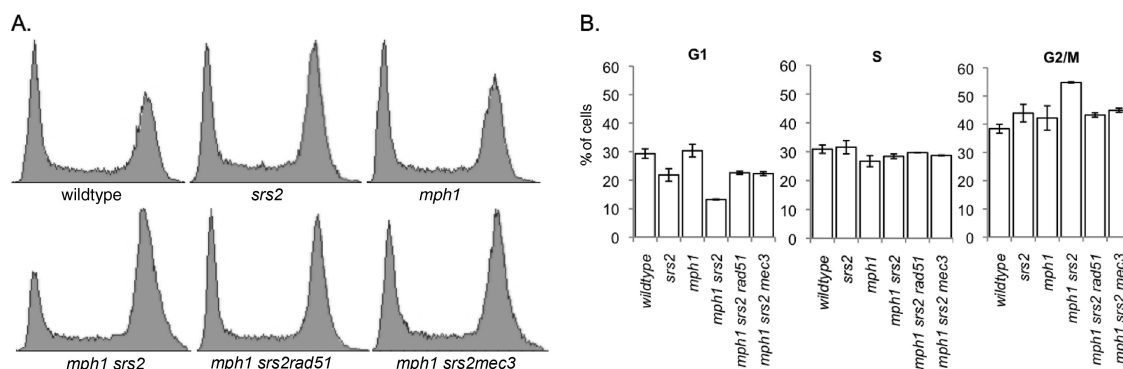 A.
wildtype
srs2
mph1
mph1 srs2
mph1 srs2rad51
mph1 srs2mec3
B.
G1
S
G2/M
% of cells
60
50
40
30
20
10
0
wildtype
srs2
mph1
mph1 srs2
mph1 srs2 rad51
mph1 srs2 mec3
60
50
40
30
20
10
0
wildtype
srs2
mph1
mph1 srs2
mph1 srs2 rad51
mph1 srs2 mec3
60
50
40
30
20
10
0
wildtype
srs2
mph1
mph1 srs2
mph1 srs2 rad51
mph1 srs2 mec3